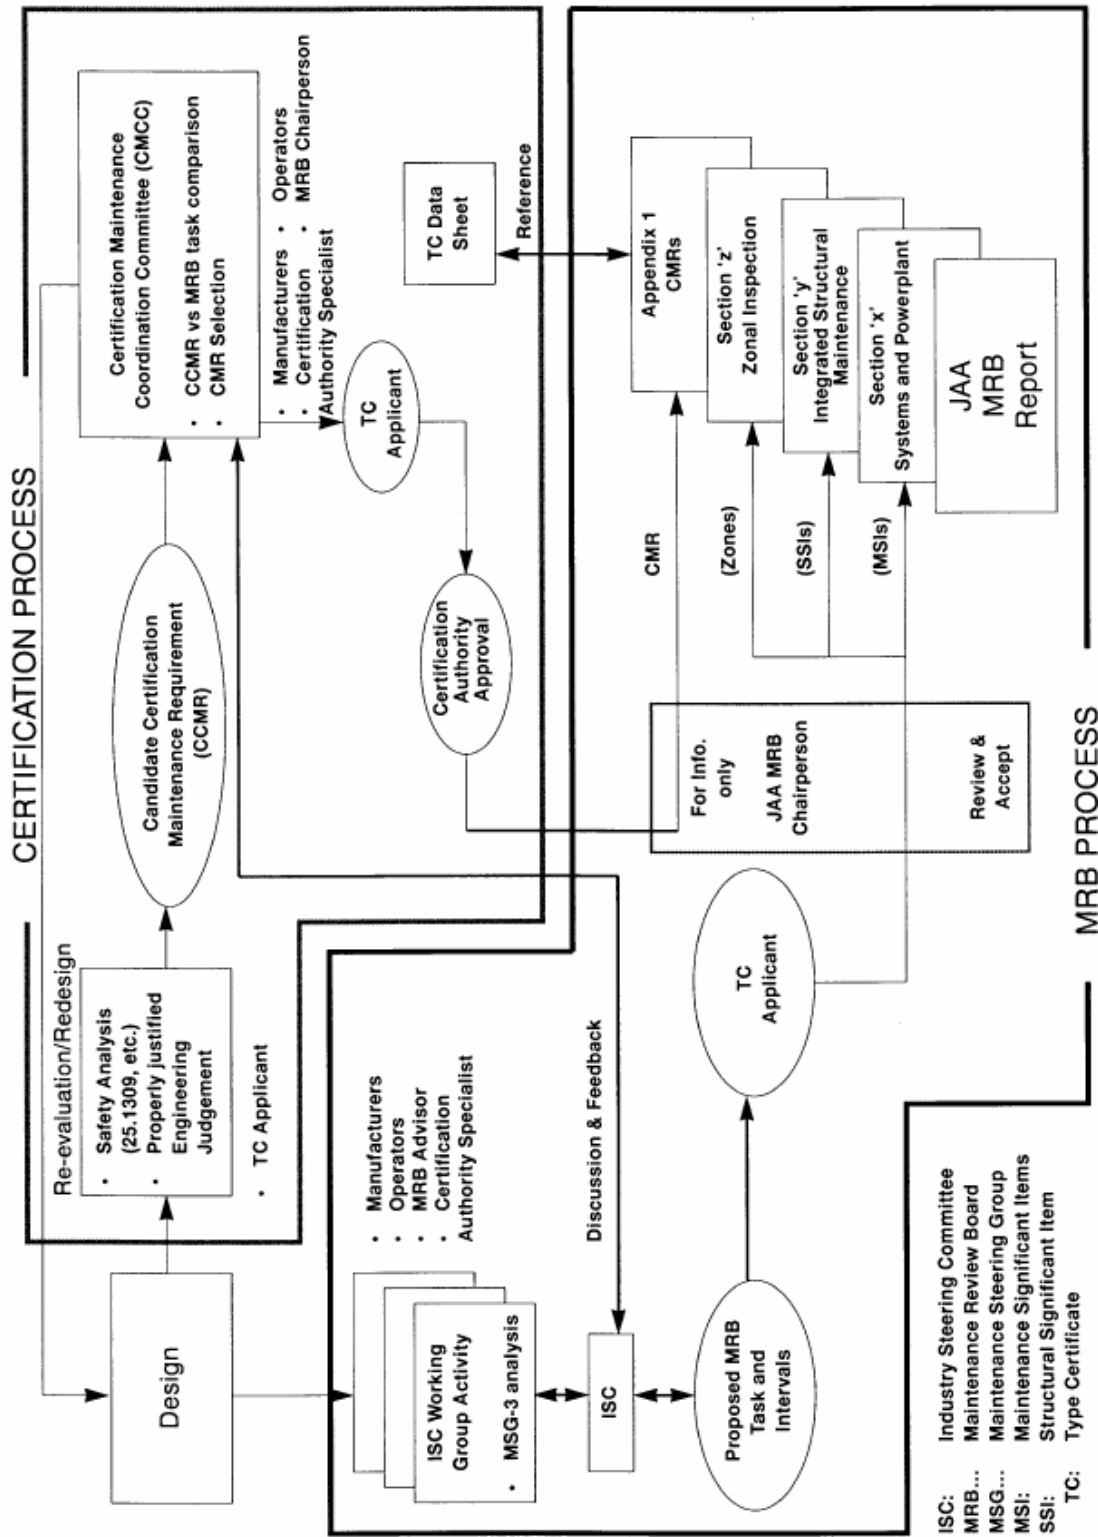 CERTIFICATION PROCESS
Re-evaluation/Redesign
Design
• Safety Analysis
(25.1309, etc.)
• Properly justified
Engineering
Judgement
• TC Applicant
Candidate Certification
Maintenance Requirement
(CCMR)
Certification Maintenance
Coordination Committee (CMCC)
• CCMR vs MRB task comparison
• CMR Selection
• Manufacturers • Operators
• Certification • MRB Chairperson
Authority Specialist
TC
Applicant
Certification
Authority
Approval
TC Data
Sheet
Reference
ISC Working
Group Activity
• MSG-3 analysis
• Manufacturers
• Operators
• MRB Advisor
• Certification
Authority Specialist
ISC
Discussion & Feedback
Proposed MRB
Task and
Intervals
TC
Applicant
For Info.
only
JAA MRB
Chairperson
Review &
Accept
CMR
(Zones)
(SSIs)
(MSIs)
Appendix 1
CMRs
Section 'z'
Zonal Inspection
Section 'y'
Integrated Structural
Maintenance
Section 'x'
Systems and Powerplant
JAA
MRB
Report
ISC: Industry Steering Committee
MRB... Maintenance Review Board
MSG... Maintenance Steering Group
MSI: Maintenance Significant Items
SSI: Structural Significant Item
TC: Type Certificate
MRB PROCESS